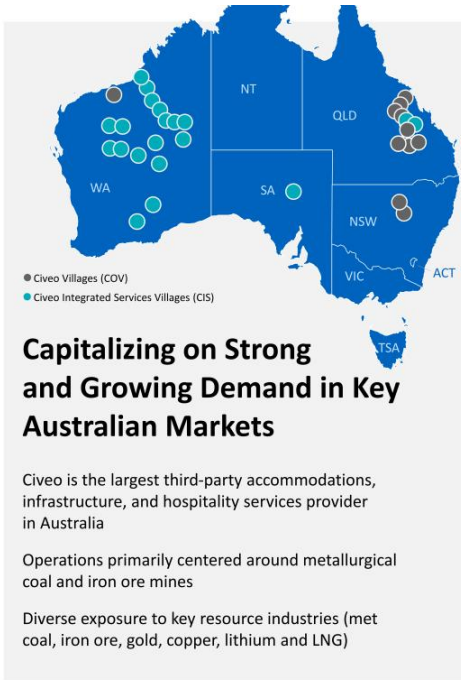 NT
QLD
WA
SA
NSW
VIC
ACT
TSA
Civeo Villages (COV)
Civeo Integrated Services Villages (CIS)
Capitalizing on Strong
and Growing Demand in Key
Australian Markets
Civeo is the largest third-party accommodations,
infrastructure, and hospitality services provider
in Australia
Operations primarily centered around metallurgical
coal and iron ore mines
Diverse exposure to key resource industries (met
coal, iron ore, gold, copper, lithium and LNG)